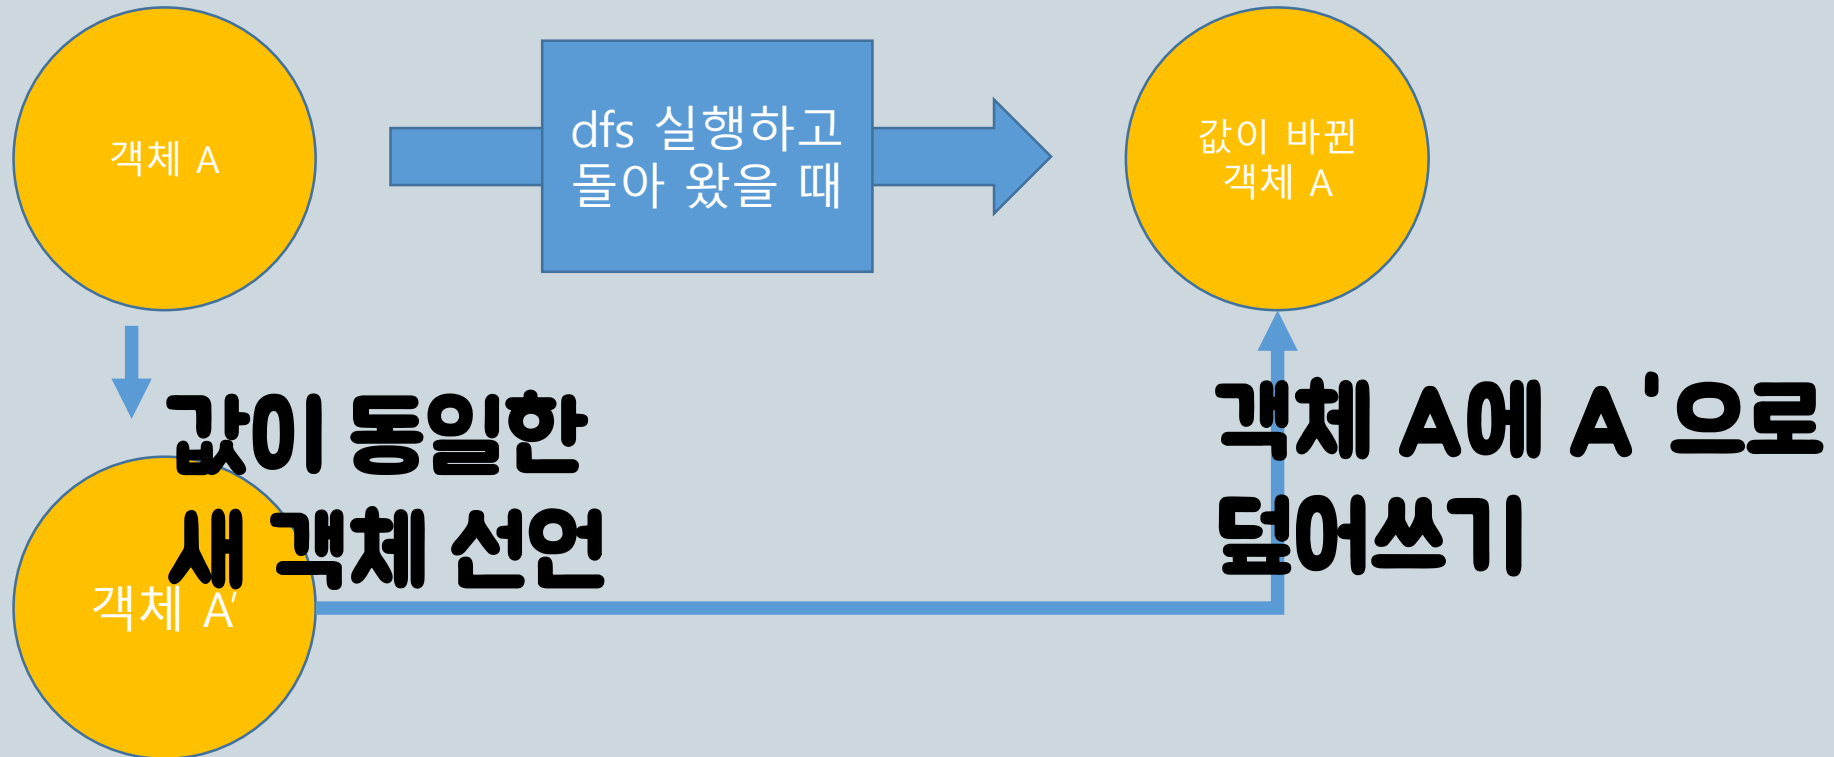 객체 A
dfs 실행하고
돌아 왔을 때
값이 바뀐
객체 A
값이 동일한
새 객체 선언
객체 A에 A'으로
덮어쓰기
객체 A′